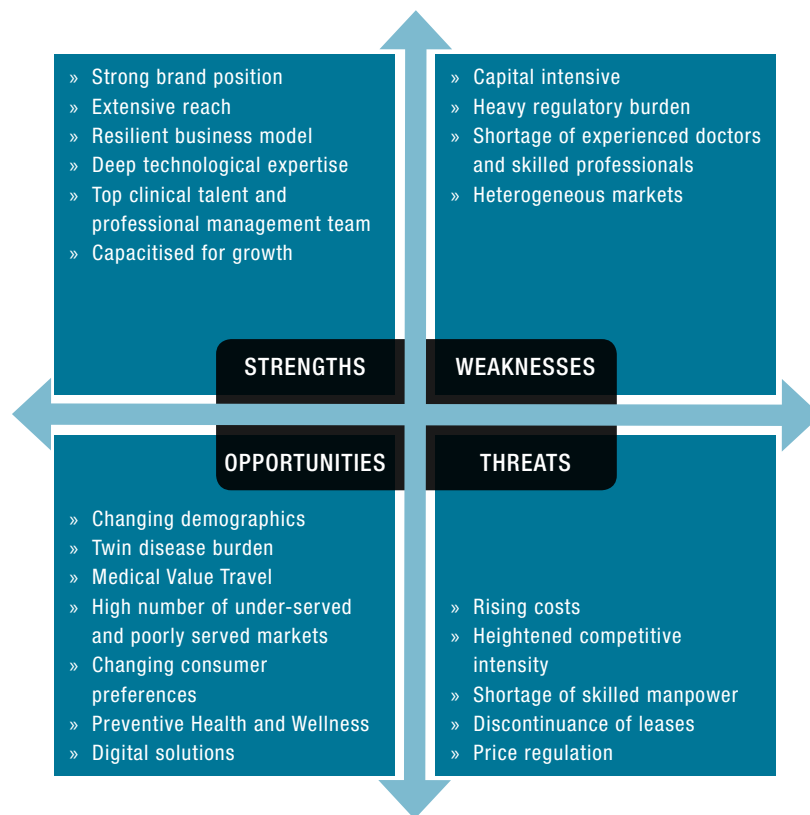 » Strong brand position
» Extensive reach
» Resilient business model
» Deep technological expertise
» Top clinical talent and
professional management team
» Capacitised for growth
STRENGTHS
» Capital intensive
» Heavy regulatory burden
» Shortage of experienced doctors
and skilled professionals
» Heterogeneous markets
WEAKNESSES
OPPORTUNITIES
» Changing demographics
» Twin disease burden
» Medical Value Travel
» High number of under-served
and poorly served markets
» Changing consumer
preferences
» Preventive Health and Wellness
» Digital solutions
THREATS
» Rising costs
» Heightened competitive
intensity
» Shortage of skilled manpower
» Discontinuance of leases
» Price regulation